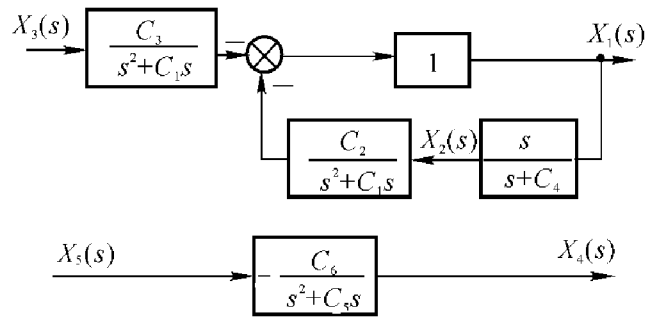 X₃(s)
C₃
s²+C₁s
−
−
1
X₁(s)
C₂
s²+C₁s
X₂(s)
s
s+C₄
X₅(s)
− C₆
s²+C₅s
X₄(s)